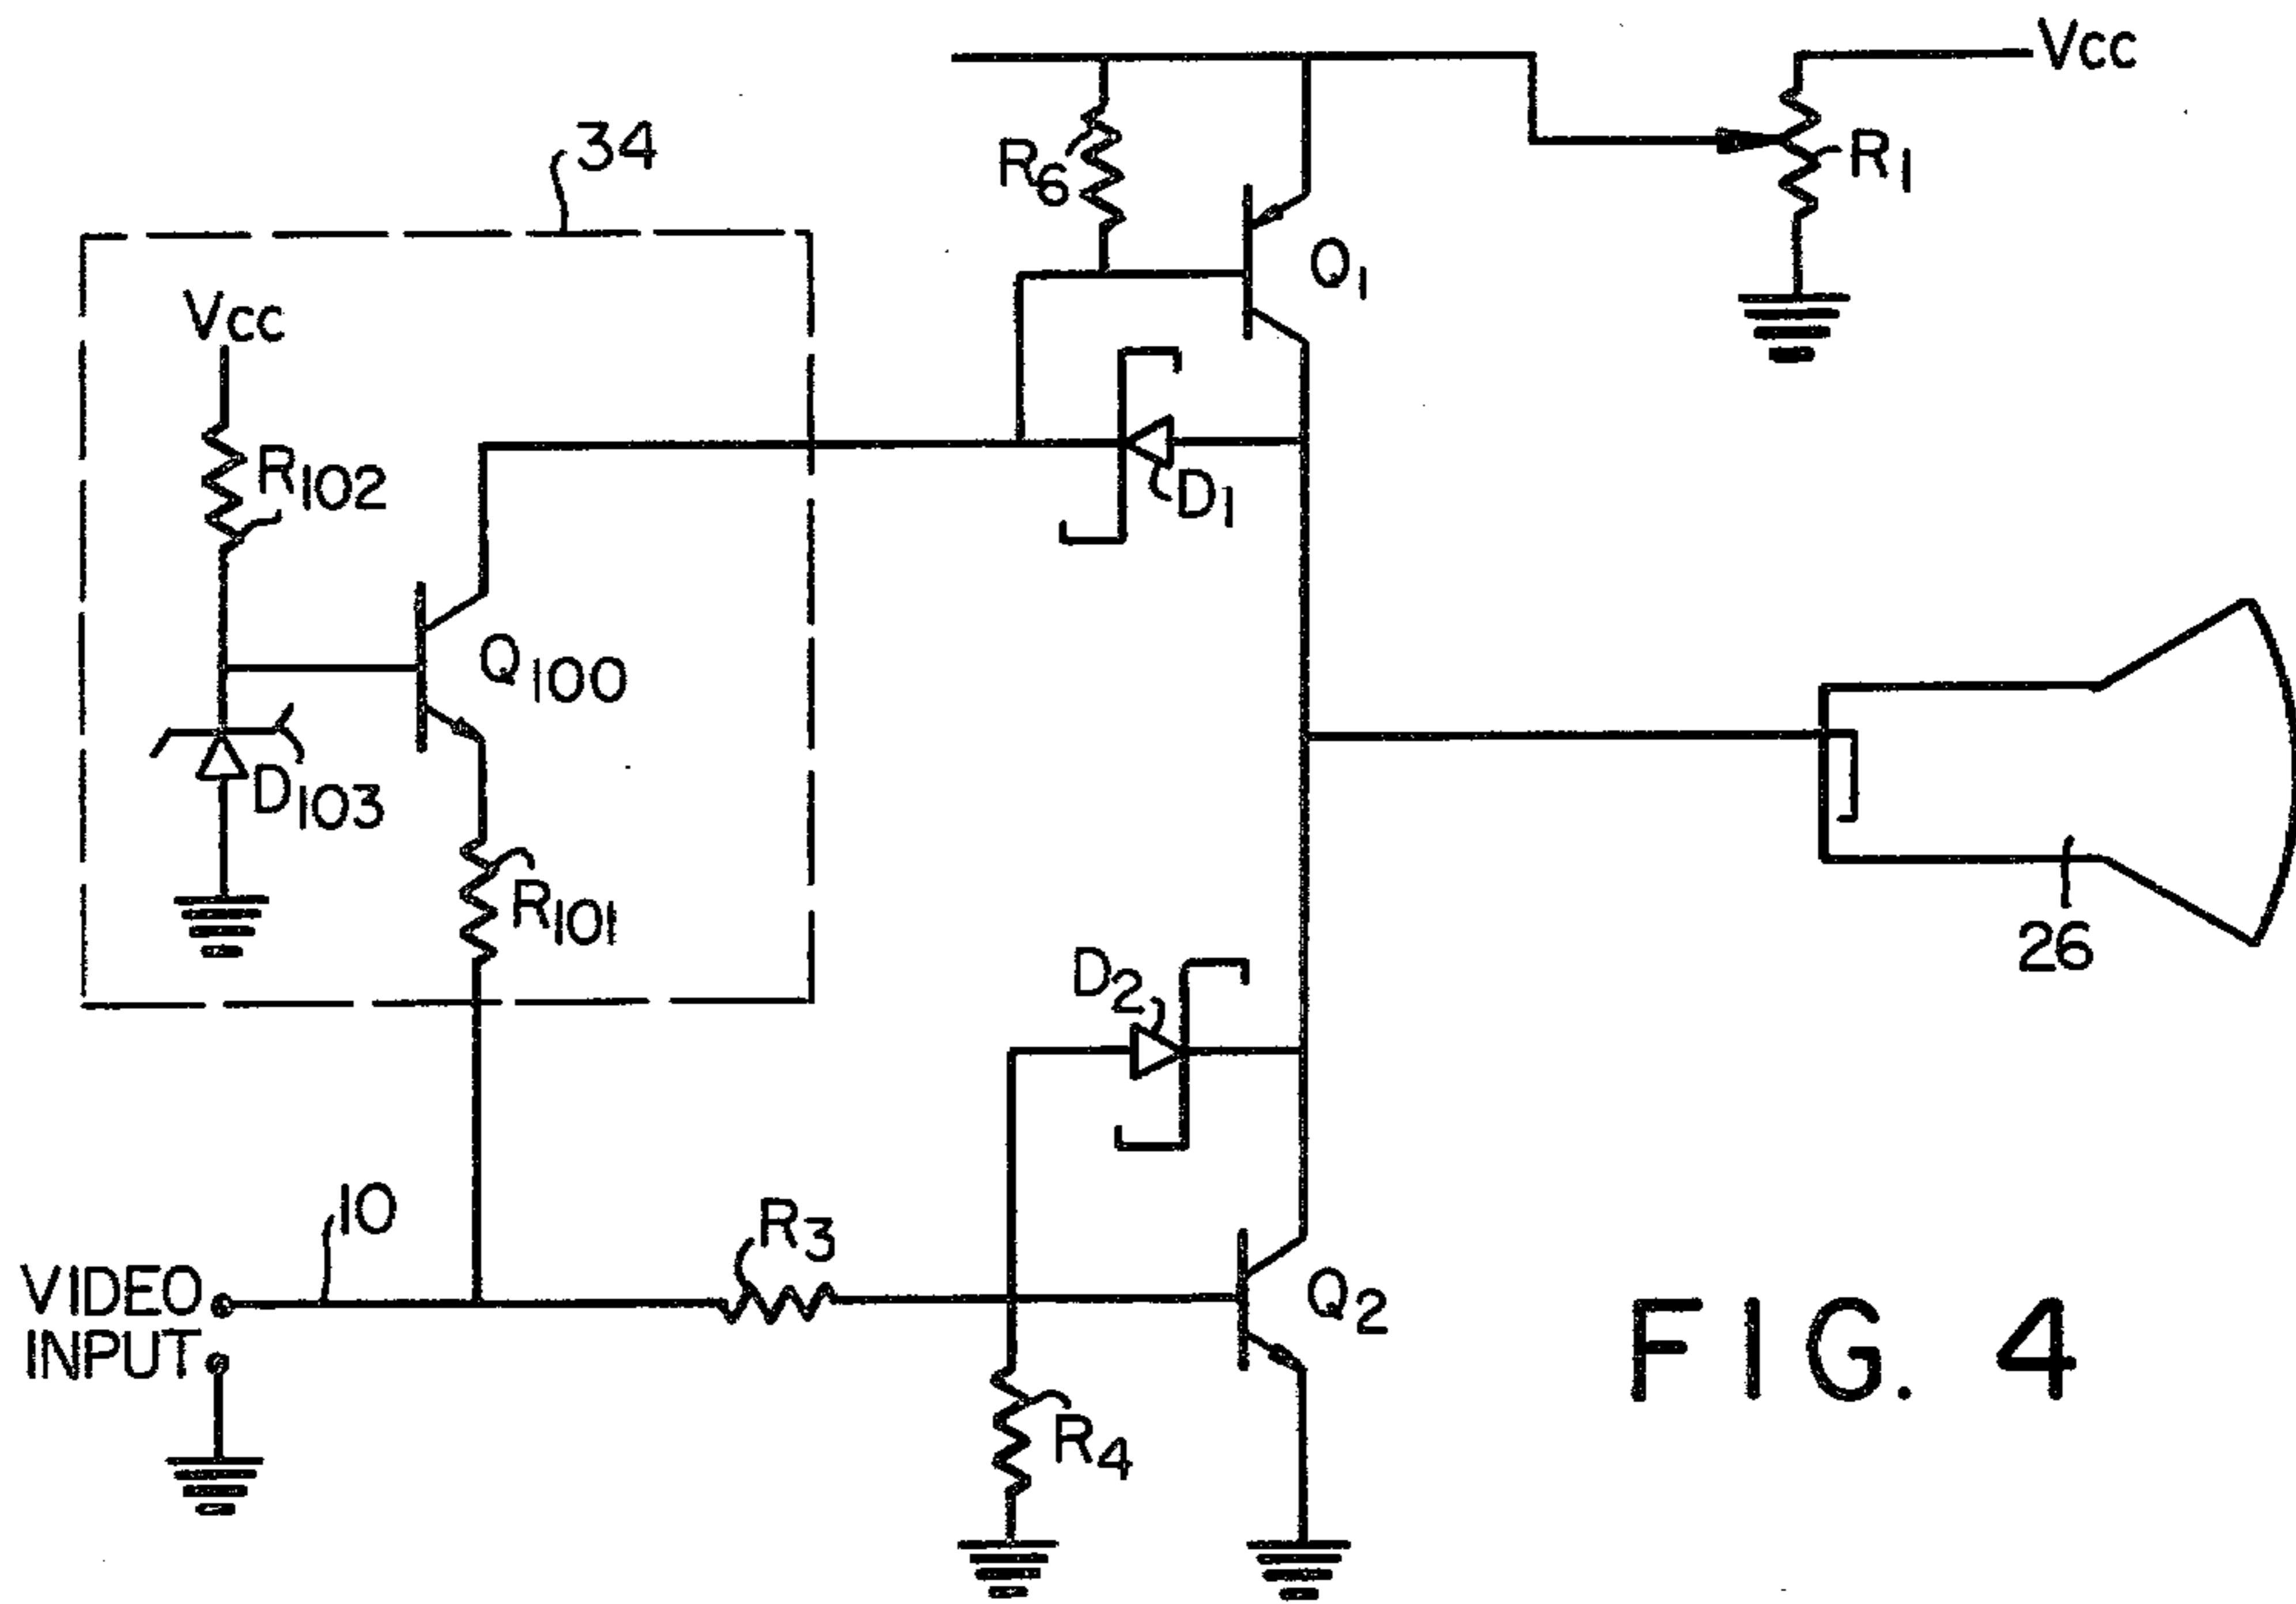 Vcc
34
R6
R1
Q1
Vcc
R102
D1
Q100
D103
R101
26
D2
10
R3
VIDEO
INPUT
Q2
R4
FIG. 4